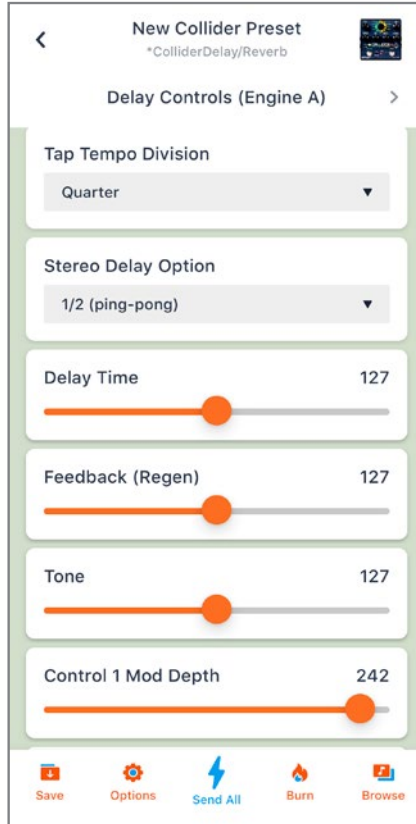 New Collider Preset
*ColliderDelay/Reverb
Delay Controls (Engine A)
Tap Tempo Division
Quarter
Stereo Delay Option
1/2 (ping-pong)
Delay Time 127
Feedback (Regen) 127
Tone 127
Control 1 Mod Depth 242
Save Options Send All Burn Browse